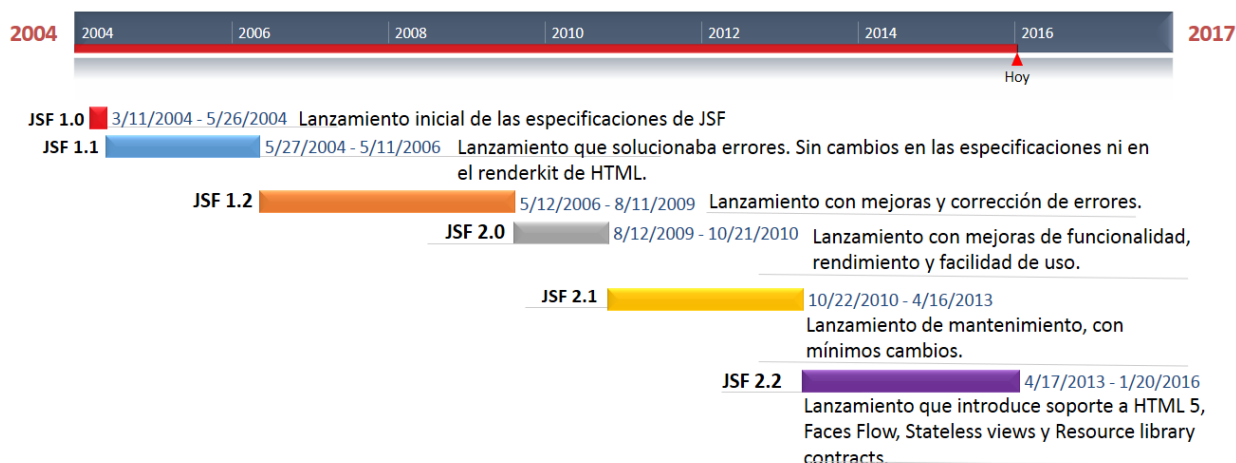 2004 2004 2006 2008 2010 2012 2014 2016 2017
Hoy
JSF 1.0 3/11/2004 - 5/26/2004 Lanzamiento inicial de las especificaciones de JSF
JSF 1.1 5/27/2004 - 5/11/2006 Lanzamiento que solucionaba errores. Sin cambios en las especificaciones ni en
el renderkit de HTML.
JSF 1.2 5/12/2006 - 8/11/2009 Lanzamiento con mejoras y corrección de errores.
JSF 2.0 8/12/2009 - 10/21/2010 Lanzamiento con mejoras de funcionalidad,
rendimiento y facilidad de uso.
JSF 2.1 10/22/2010 - 4/16/2013
Lanzamiento de mantenimiento, con
mínimos cambios.
JSF 2.2 4/17/2013 - 1/20/2016
Lanzamiento que introduce soporte a HTML 5,
Faces Flow, Stateless views y Resource library
contracts.